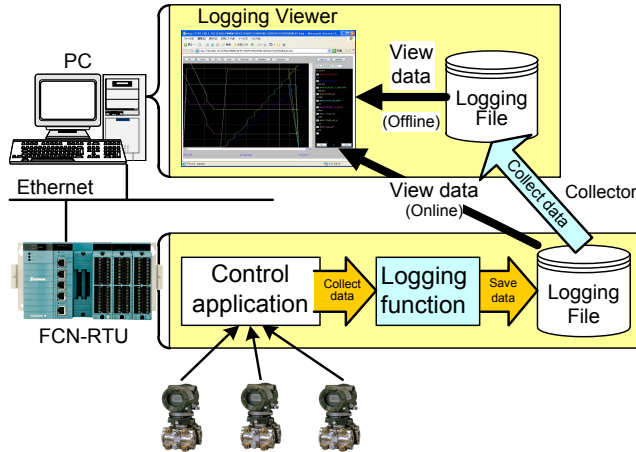 Logging Viewer
PC
View
data
(Offline)
Logging
File
Ethernet
View data
(Online)
Collect data
Collector
FCN-RTU
Control
application
Collect
data
Logging
function
Save
data
Logging
File